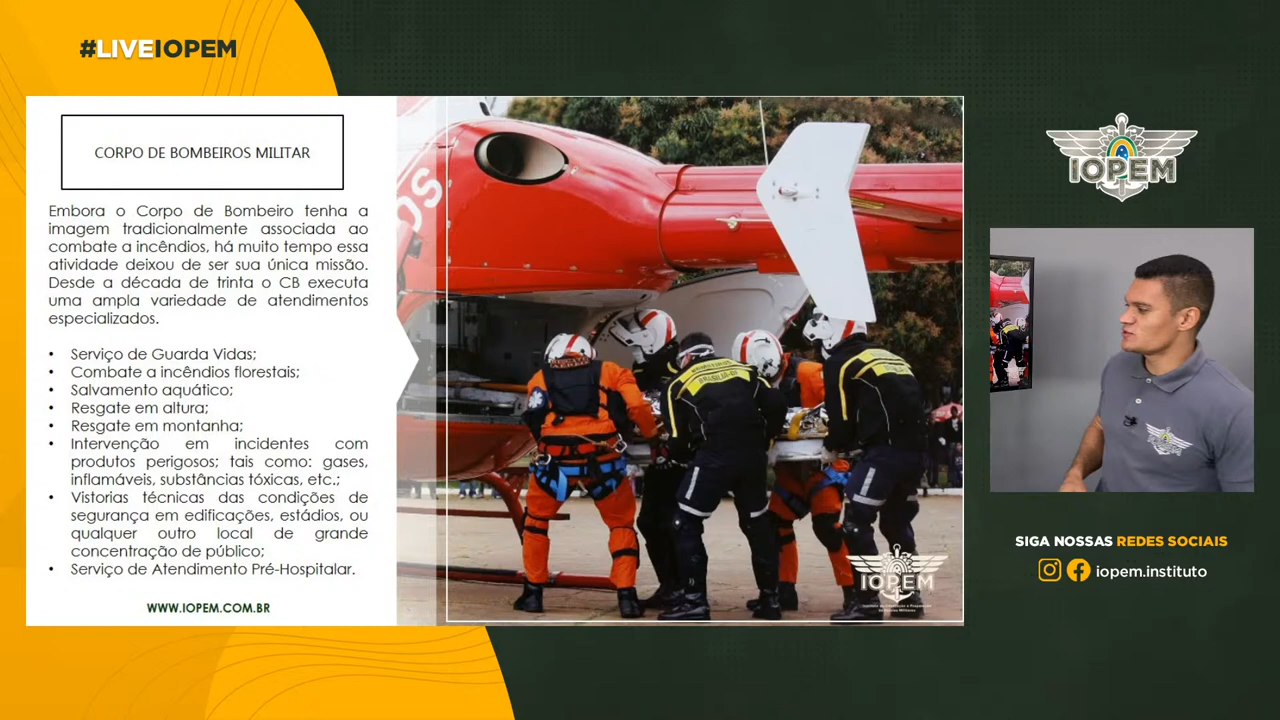 #LIVEIOPEM
CORPO DE BOMBEIROS MILITAR
Embora o Corpo de Bombeiro tenha a
imagem tradicionalmente associada ao
combate a incêndios, há muito tempo essa
atividade deixou de ser sua única missão.
Desde a década de trinta o CB executa
uma ampla variedade de atendimentos
especializados.
• Serviço de Guarda Vidas;
• Combate a incêndios florestais;
• Salvamento aquático;
• Resgate em altura;
• Resgate em montanha;
• Intervenção em incidentes com
produtos perigosos; tais como: gases,
inflamáveis, substâncias tóxicas, etc.;
• Vistorias técnicas das condições de
segurança em edificações, estádios, ou
qualquer outro local de grande
concentração de público;
• Serviço de Atendimento Pré-Hospitalar.
WWW.IOPEM.COM.BR
OS
IOPEM
IOPEM
SIGA NOSSAS REDES SOCIAIS
iopem.instituto